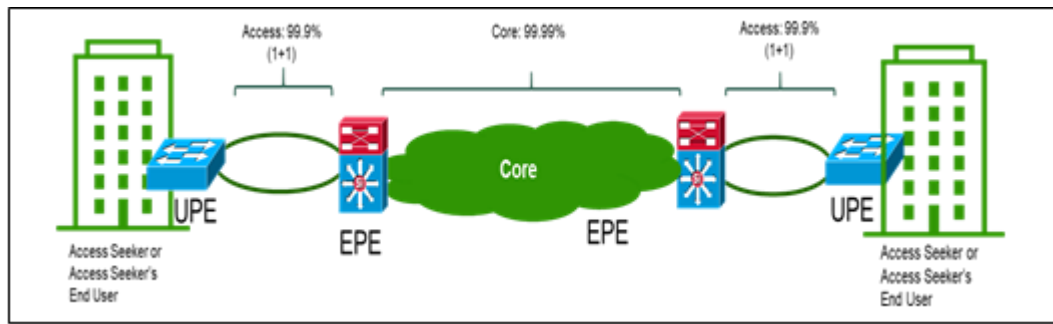 Access: 99.9%
(1+1)
Core: 99.99%
Access: 99.9%
(1+1)
Core
UPE
EPE
EPE
UPE
Access Seeker or
Access Seeker's
End User
Access Seeker or
Access Seeker's
End User